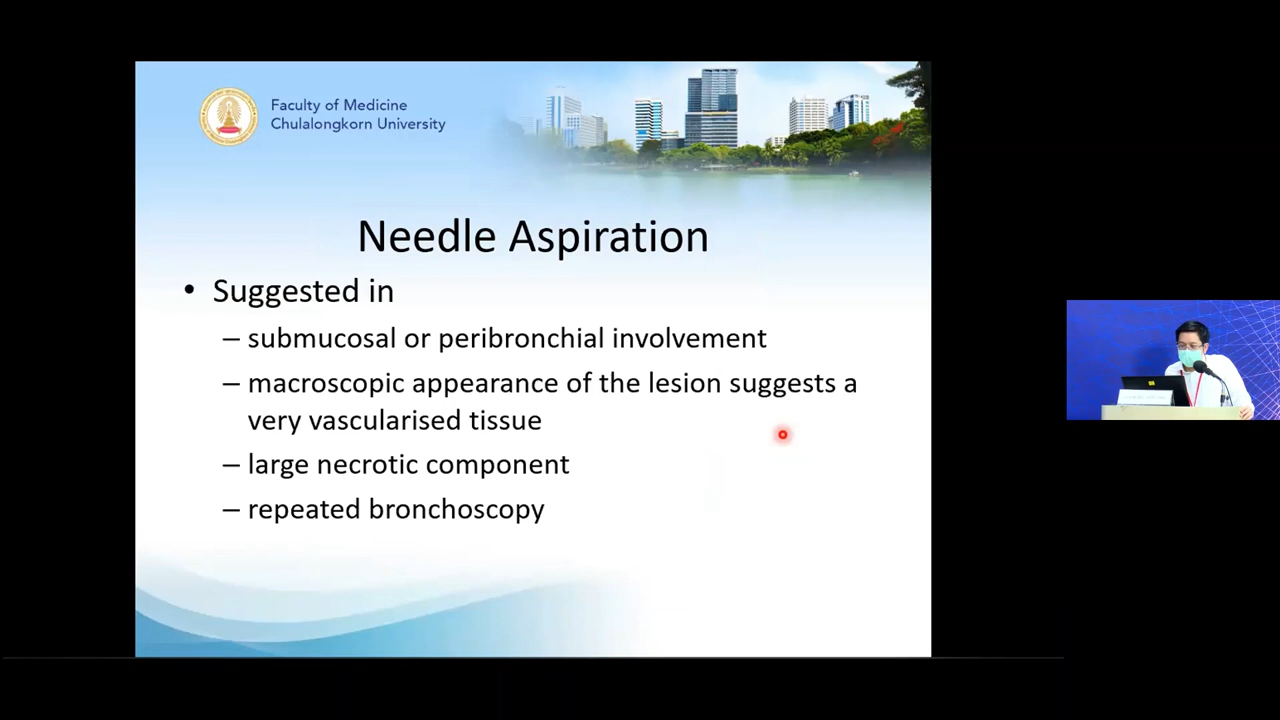 Faculty of Medicine
Chulalongkorn University
Needle Aspiration
• Suggested in
– submucosal or peribronchial involvement
– macroscopic appearance of the lesion suggests a
very vascularised tissue
– large necrotic component
– repeated bronchoscopy